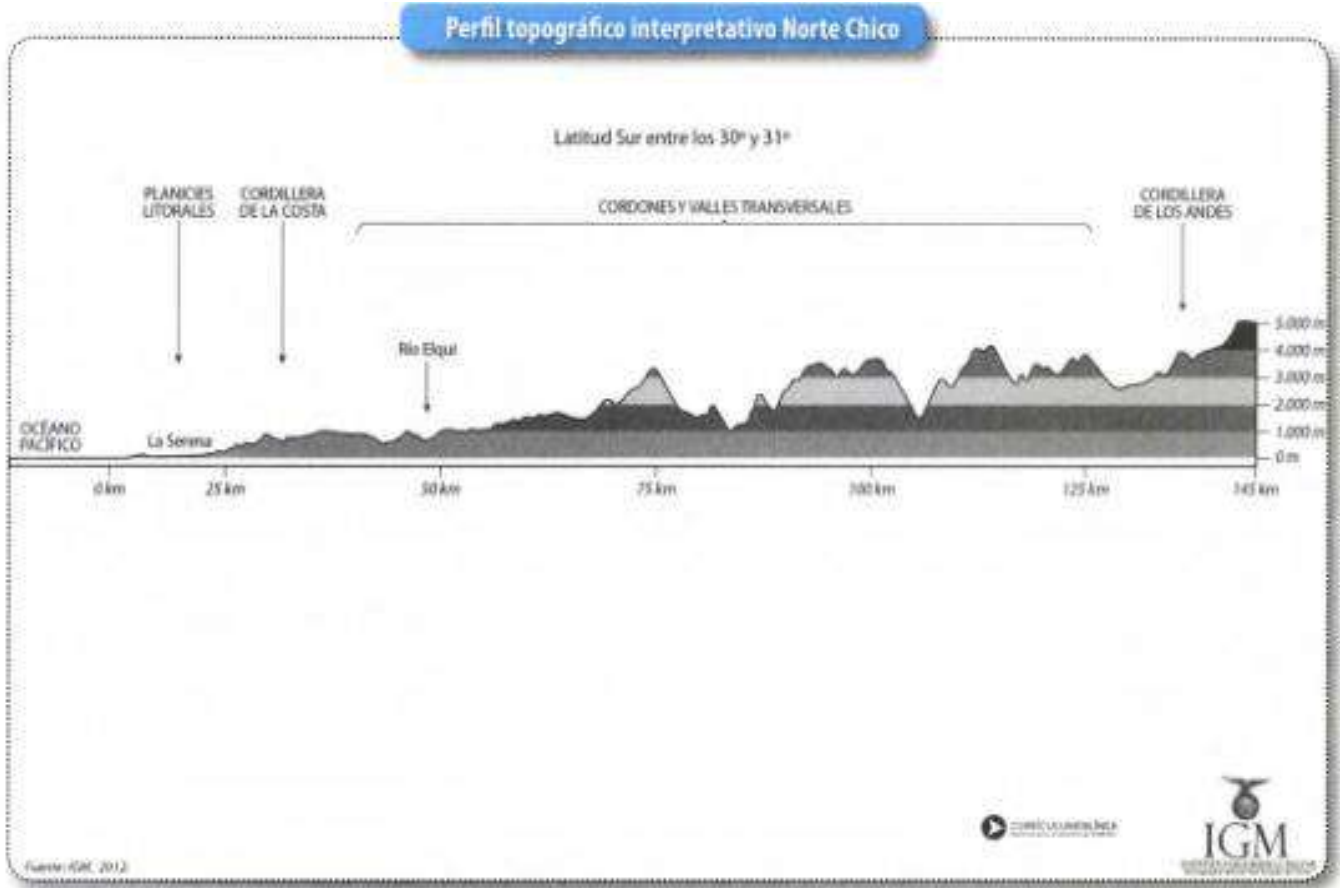 Perfil topográfico interpretativo Norte Chico
Latitud Sur entre los 30º y 31º
PLANICIES
LITORALES
CORDILLERA
DE LA COSTA
CORDONES Y VALLES TRANSVERSALES
CORDILLERA
DE LOS ANDES
Río Elqui
OCÉANO
PACÍFICO
La Serena
5.000 m
4.000 m
3.000 m
2.000 m
1.000 m
0 m
0 km
25 km
50 km
75 km
100 km
125 km
145 km
Fuente: IGM, 2012
IGM